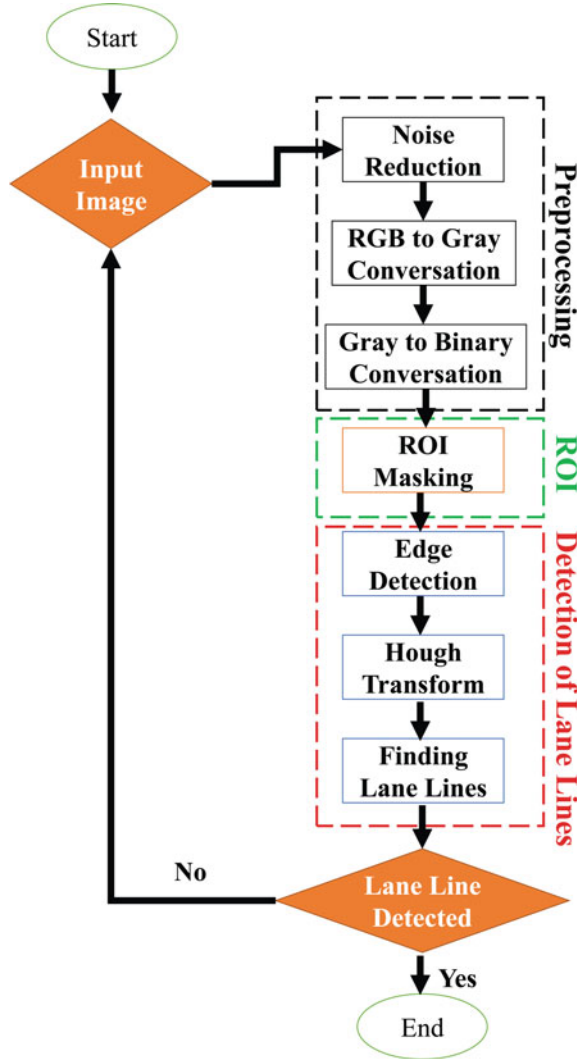 Start
Input
Image
Noise
Reduction
RGB to Gray
Conversation
Gray to Binary
Conversation
Preprocessing
ROI
Masking
ROI
Edge
Detection
Hough
Transform
Finding
Lane Lines
Detection of Lane Lines
Lane Line
Detected
No
Yes
End